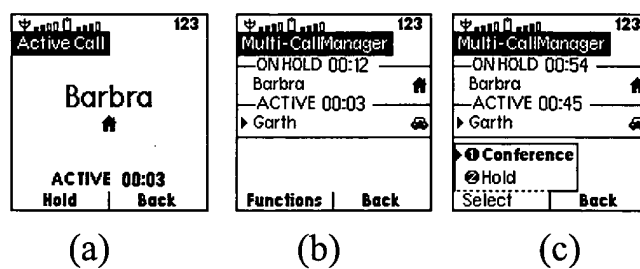 123
Active Call
Barbra
ACTIVE 00:03
Hold Back
(a)
123
Multi-CallManager
ON HOLD 00:12
Barbra
ACTIVE 00:03
Garth
Functions Back
(b)
123
Multi-CallManager
ON HOLD 00:54
Barbra
ACTIVE 00:45
Garth
❶ Conference
❷ Hold
Select Back
(c)